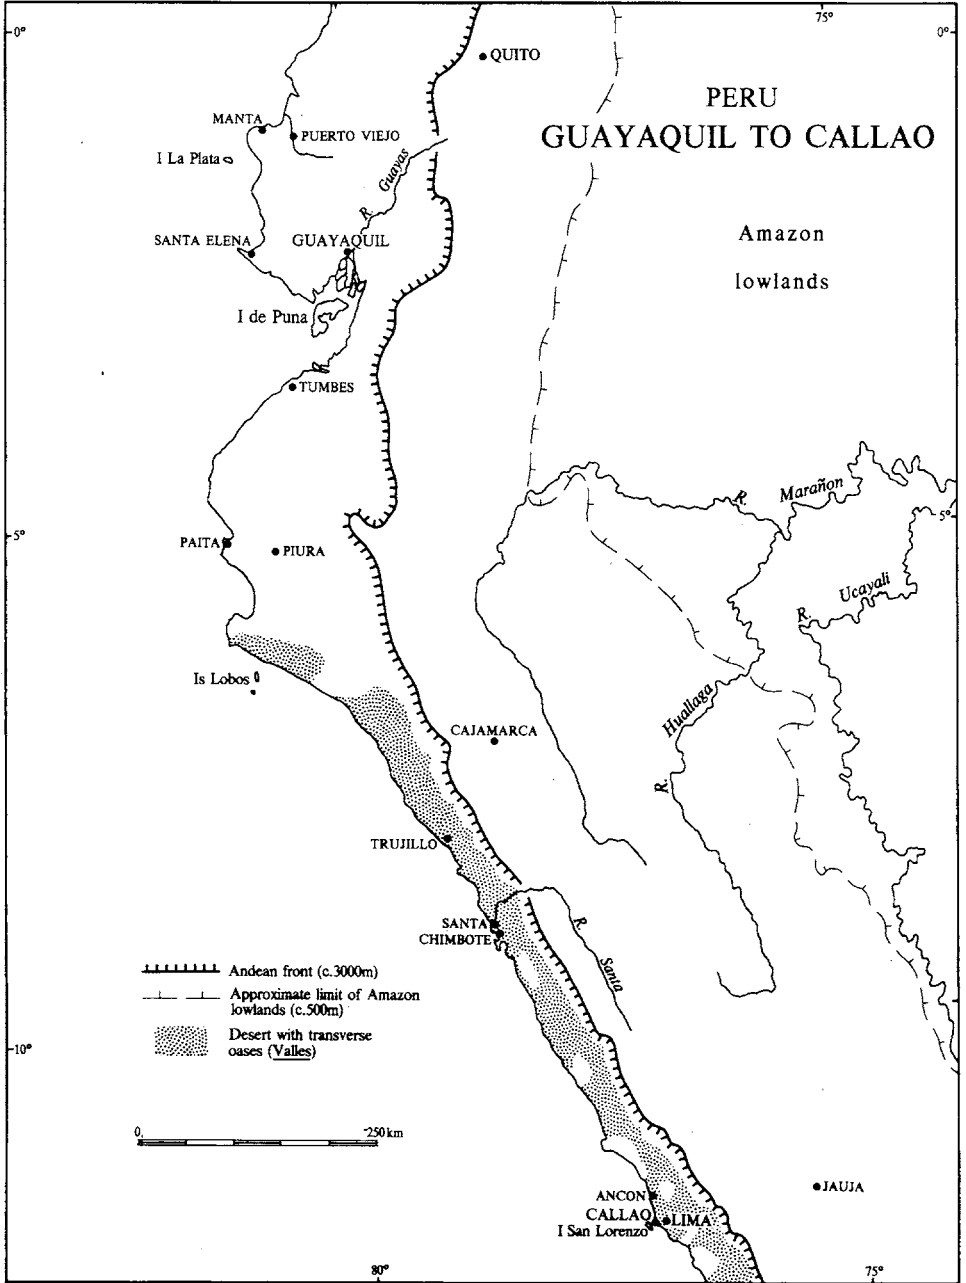 75°
0°
0°
QUITO
PERU
GUAYAQUIL TO CALLAO
MANTA
PUERTO VIEJO
I La Plata
R. Guayas
SANTA ELENA
GUAYAQUIL
Amazon
lowlands
I de Puna
TUMBES
R. Marañon
5°
5°
PAITA
PIURA
R. Ucayali
Is Lobos
R. Huallaga
CAJAMARCA
TRUJILLO
SANTA
CHIMBOTE
R. Santa
Andean front (c.3000m)
Approximate limit of Amazon
lowlands (c.500m)
Desert with transverse
oases (Valles)
10°
0
250km
JAUJA
ANCON
CALLAO
LIMA
I San Lorenzo
80°
75°